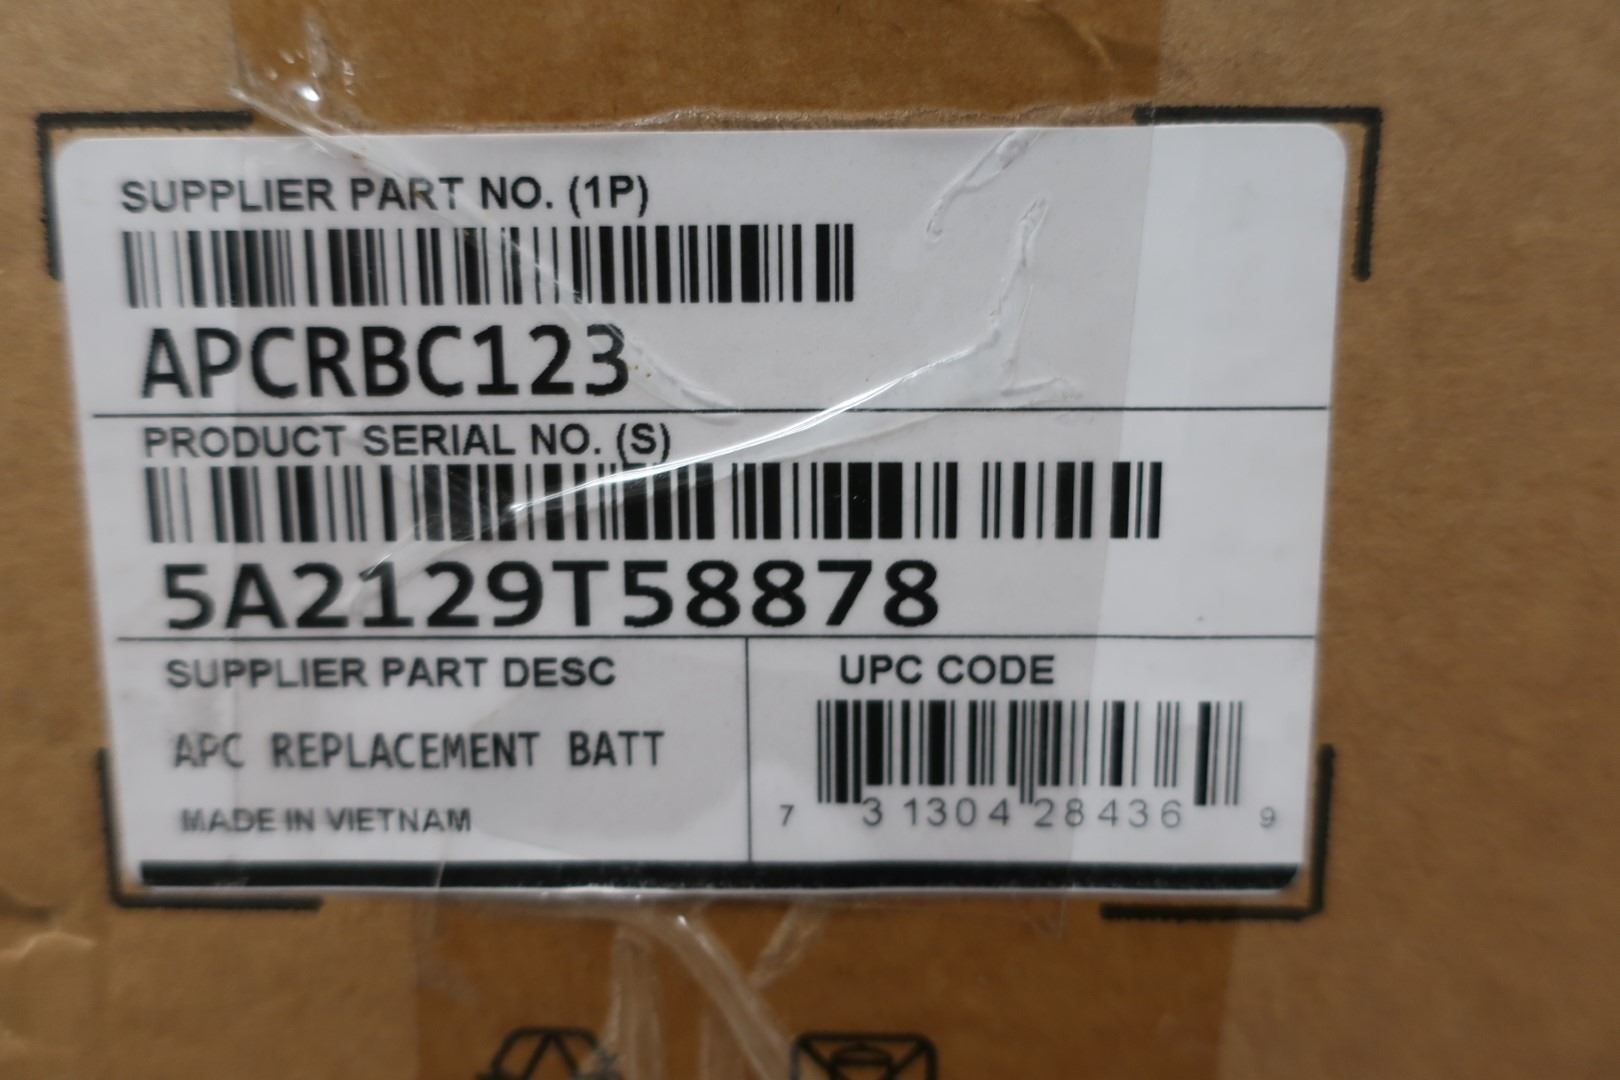 SUPPLIER PART NO. (1P)
APCRBC123
PRODUCT SERIAL NO. (S)
5A2129T58878
SUPPLIER PART DESC
APC REPLACEMENT BATT
MADE IN VIETNAM
UPC CODE
7 31304 28436 9